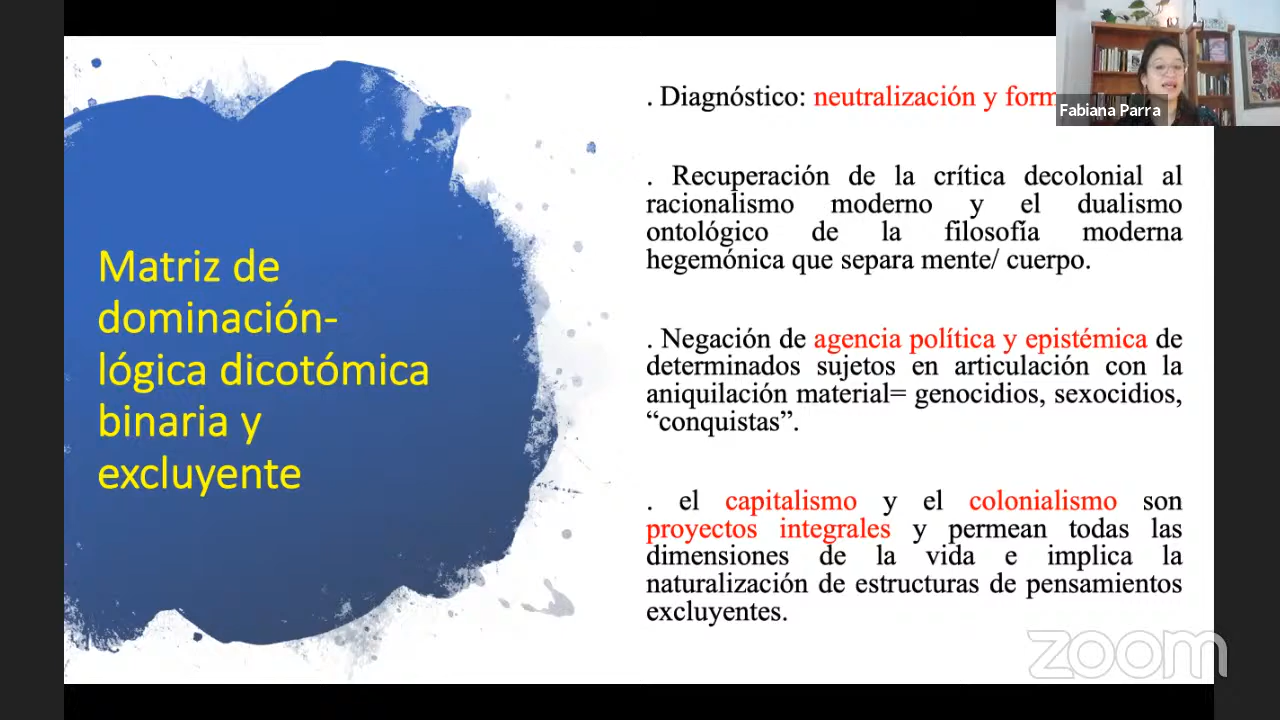 Matriz de
dominación-
lógica dicotómica
binaria y
excluyente
. Diagnóstico: neutralización y
Fabiana Parra
. Recuperación de la crítica decolonial al
racionalismo moderno y el dualismo
ontológico de la filosofía moderna
hegemónica que separa mente/ cuerpo.
. Negación de agencia política y epistémica de
determinados sujetos en articulación con la
aniquilación material= genocidios, sexocidios,
“conquistas”.
. el capitalismo y el colonialismo son
proyectos integrales y permean todas las
dimensiones de la vida e implica la
naturalización de estructuras de pensamientos
excluyentes.
zoom